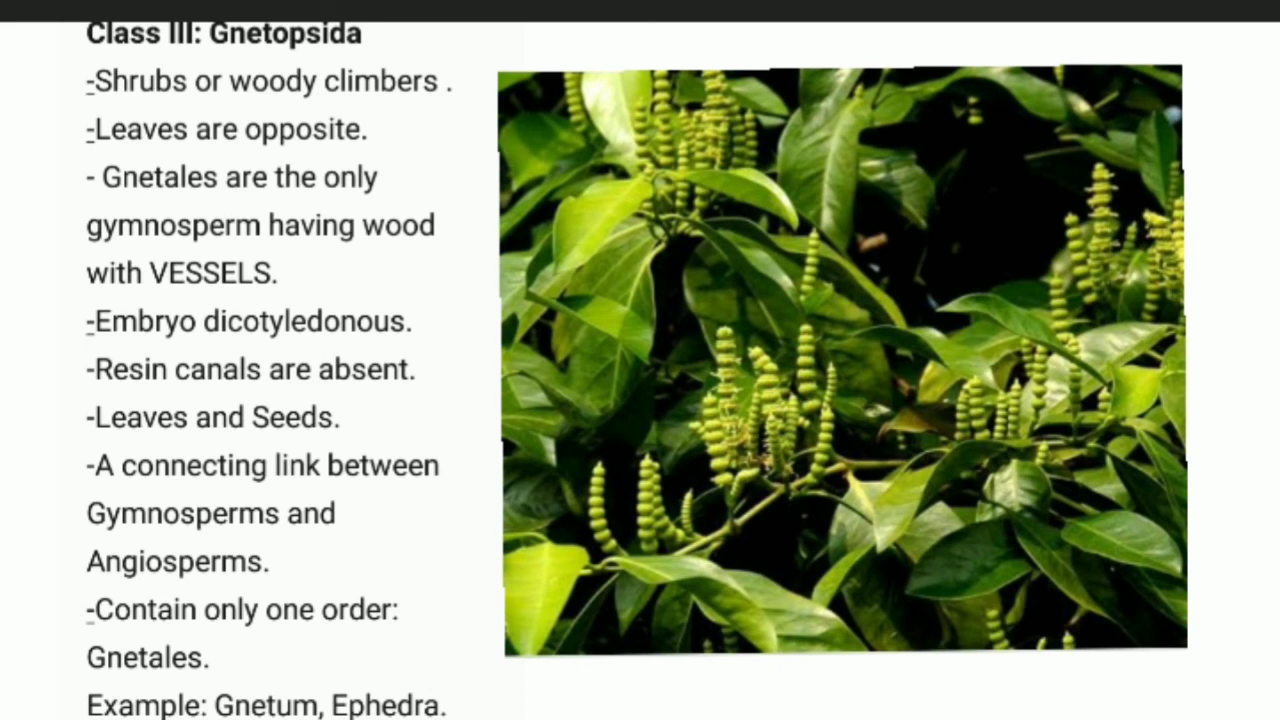 Class III: Gnetopsida
-Shrubs or woody climbers .
-Leaves are opposite.
- Gnetales are the only
gymnosperm having wood
with VESSELS.
-Embryo dicotyledonous.
-Resin canals are absent.
-Leaves and Seeds.
-A connecting link between
Gymnosperms and
Angiosperms.
-Contain only one order:
Gnetales.
Example: Gnetum, Ephedra.